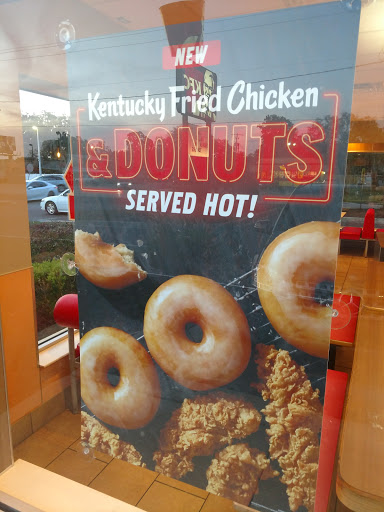 NEW
Kentucky Fried Chicken
& DONUTS
SERVED HOT!